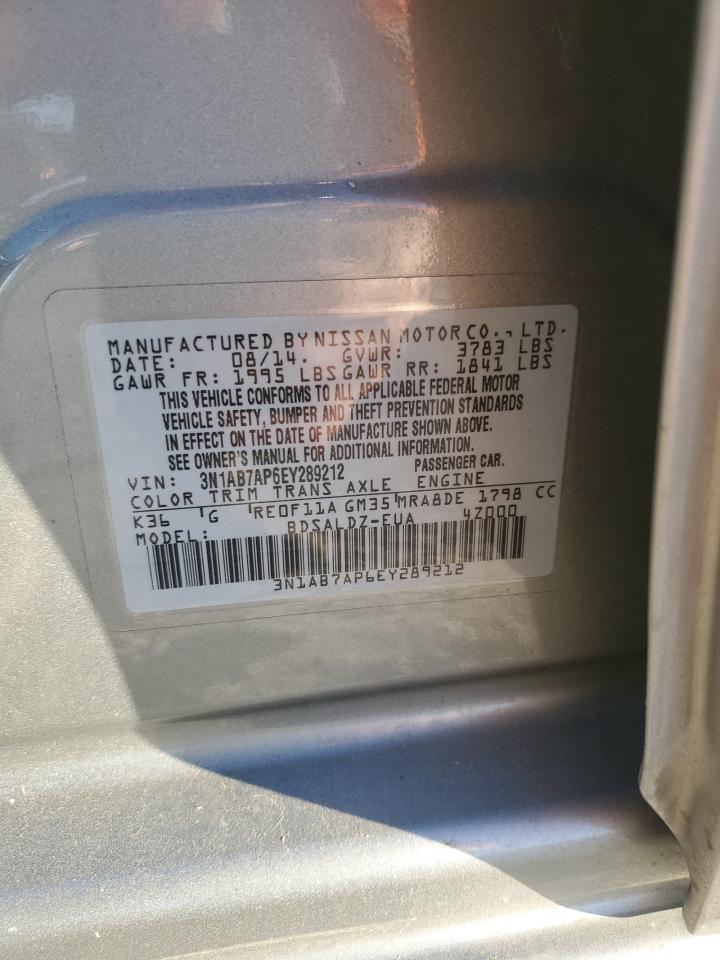 MANUFACTURED BY NISSAN MOTOR CO., LTD.
DATE: 08/14. GVWR: 3783 LBS
GAWR FR: 1995 LBS GAWR RR: 1841 LBS
THIS VEHICLE CONFORMS TO ALL APPLICABLE FEDERAL MOTOR
VEHICLE SAFETY, BUMPER AND THEFT PREVENTION STANDARDS
IN EFFECT ON THE DATE OF MANUFACTURE SHOWN ABOVE.
SEE OWNER'S MANUAL FOR ADDITIONAL INFORMATION.
VIN: 3N1AB7AP6EY289212 PASSENGER CAR.
COLOR TRIM TRANS AXLE ENGINE
K36 'G 'RE0F11A GM35'MRA8DE 1798 CC
MODEL: BDSALDZ-EUA 4Z000
3N1AB7AP6EY289212